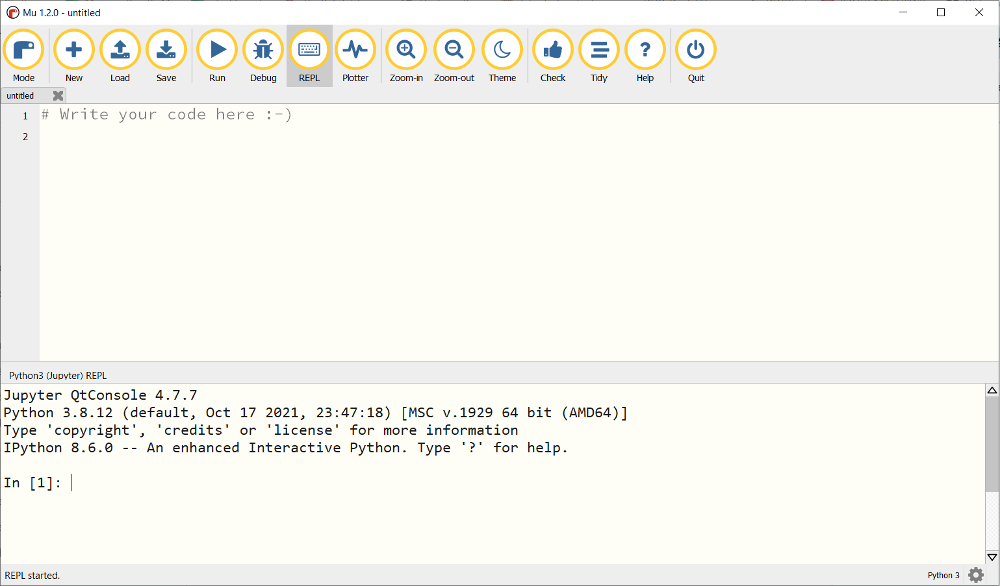 Mu 1.2.0 - untitled
Mode New Load Save Run Debug REPL Plotter Zoom-in Zoom-out Theme Check Tidy Help Quit
untitled
1 # Write your code here :-)
2
Python3 (Jupyter) REPL
Jupyter QtConsole 4.7.7
Python 3.8.12 (default, Oct 17 2021, 23:47:18) [MSC v.1929 64 bit (AMD64)]
Type 'copyright', 'credits' or 'license' for more information
IPython 8.6.0 -- An enhanced Interactive Python. Type '?' for help.
In [1]:
REPL started.
Python 3